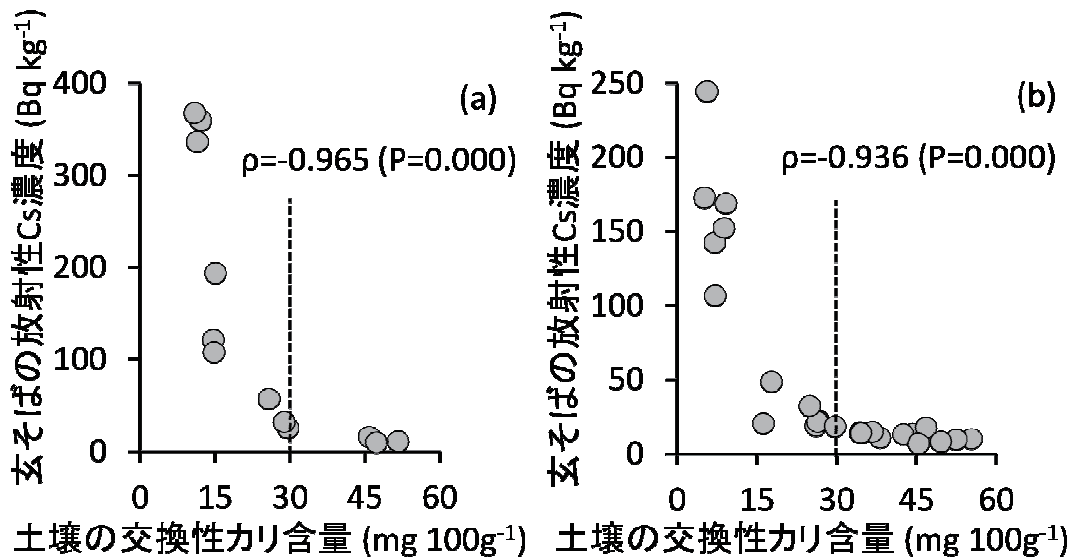 玄そばの放射性Cs濃度 (Bq kg⁻¹)
400
300
200
100
0
(a)
ρ=-0.965 (P=0.000)
0 15 30 45 60
土壌の交換性カリ含量 (mg 100g⁻¹)
玄そばの放射性Cs濃度 (Bq kg⁻¹)
250
200
150
100
50
0
(b)
ρ=-0.936 (P=0.000)
0 15 30 45 60
土壌の交換性カリ含量 (mg 100g⁻¹)